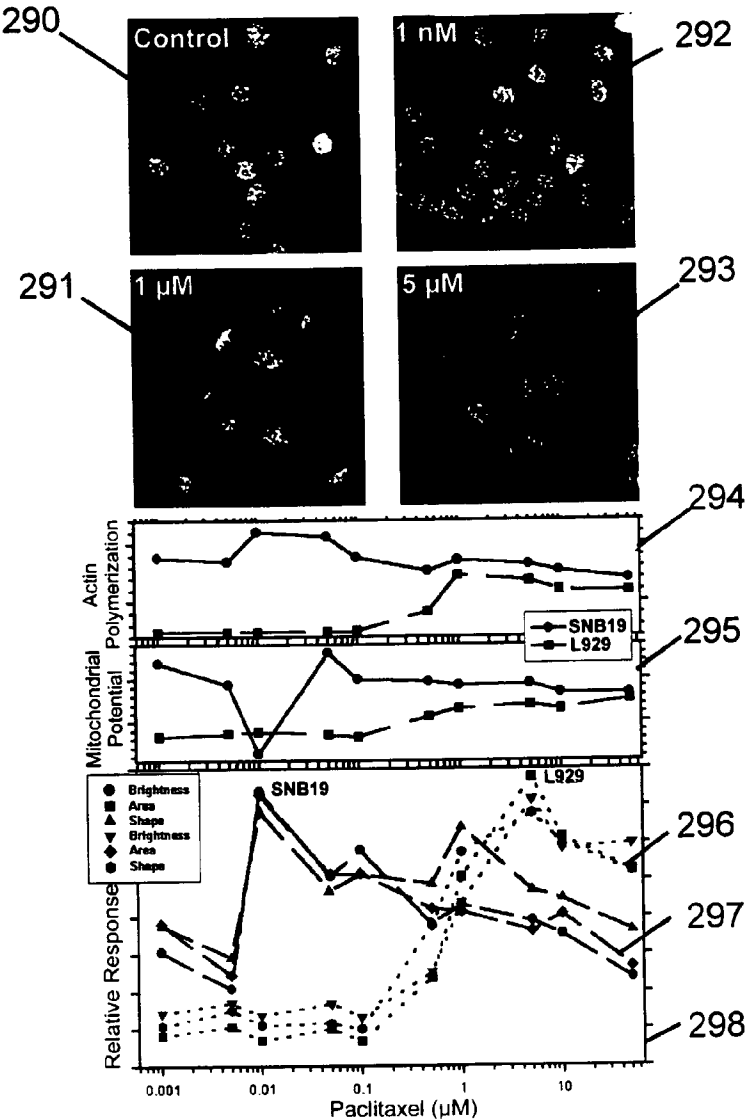 290
Control
1 nM
292
291
1 µM
5 µM
293
294
Actin
Polymerization
SNB19
L929
295
Mitochondrial
Potential
Brightness
Area
Shape
Brightness
Area
Shape
SNB19
L929
296
297
Relative Response
298
0.001
0.01
0.1
1
10
Paclitaxel (µM)